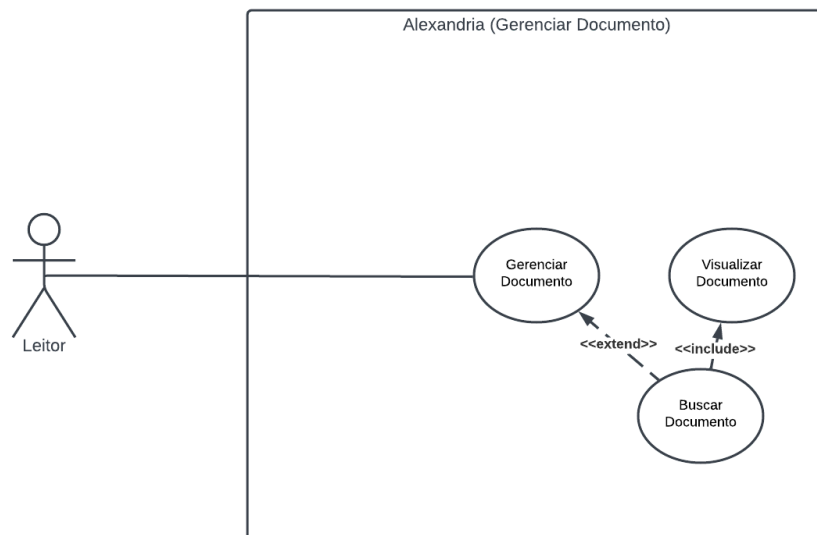 Alexandria (Gerenciar Documento)
Gerenciar
Documento
Visualizar
Documento
<<extend>>
<<include>>
Leitor
Buscar
Documento